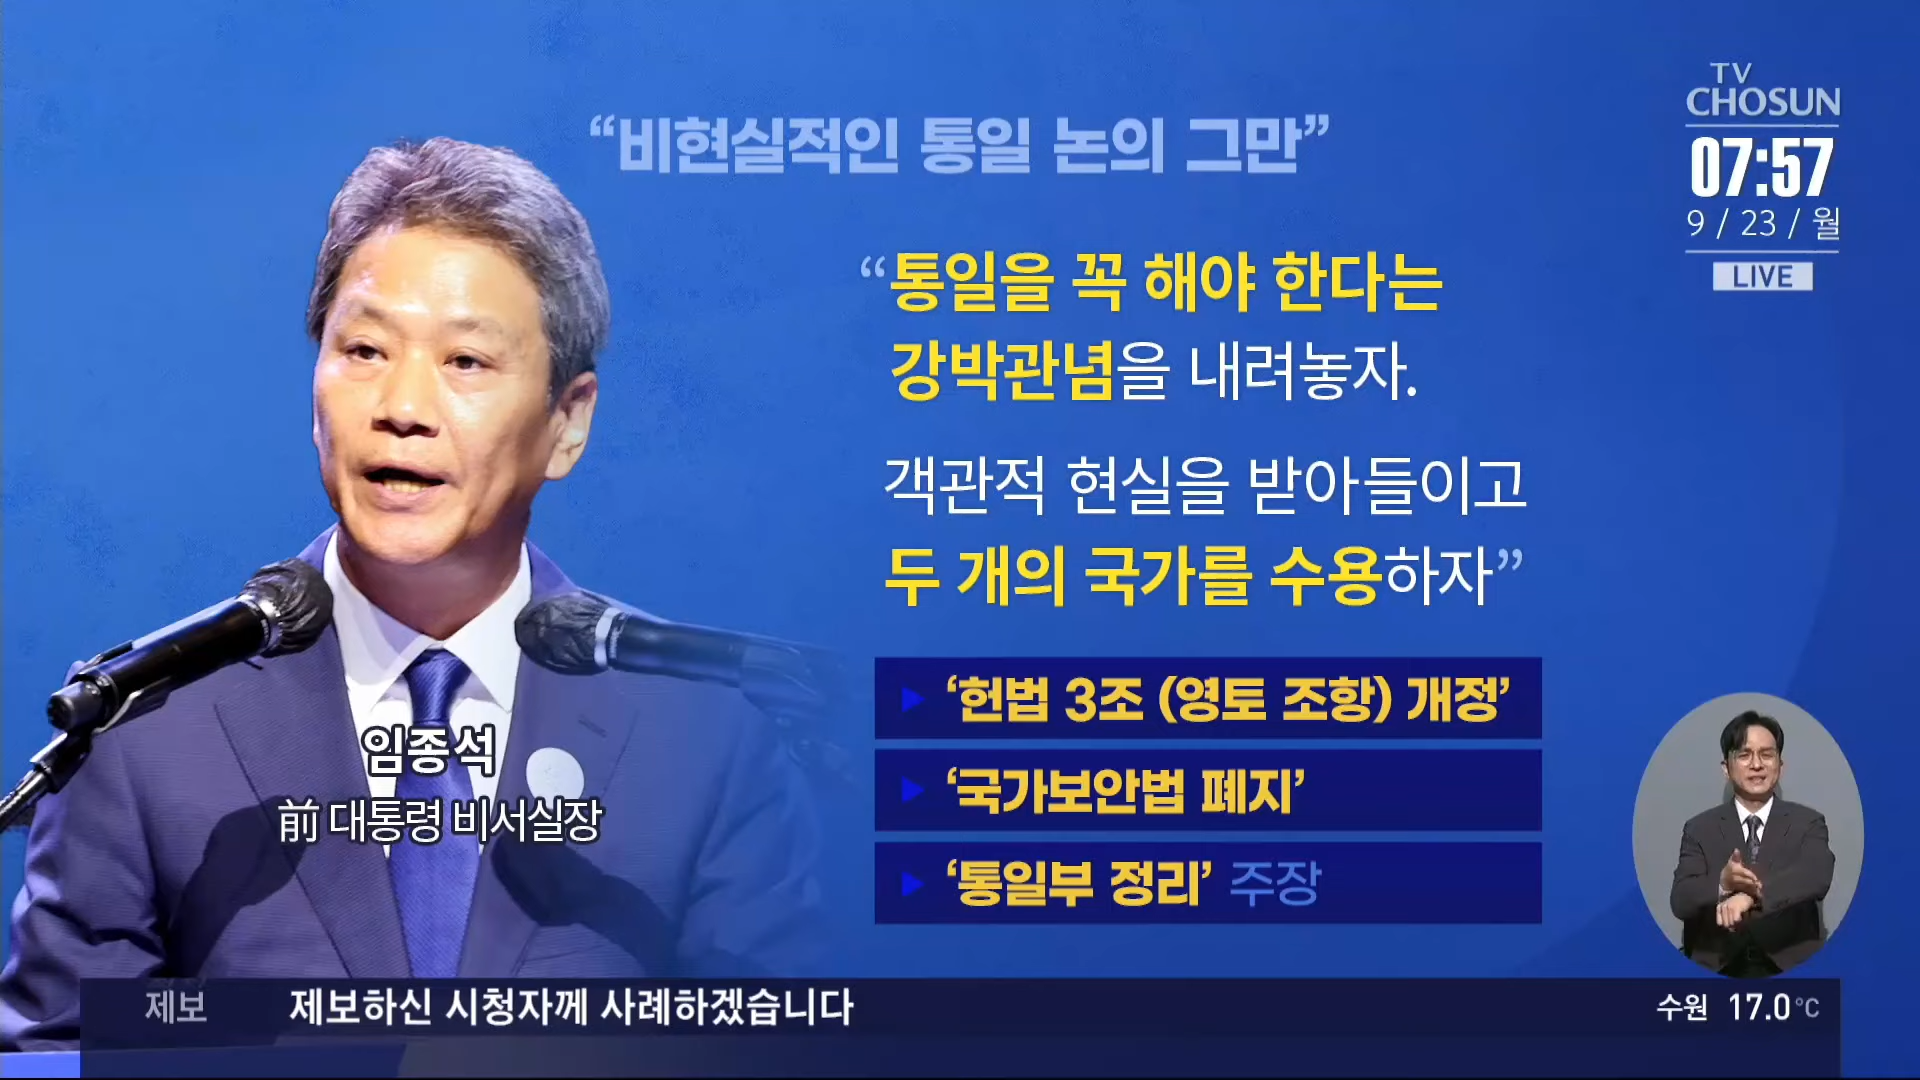 TV
CHOSUN
07:57
9 / 23 / 월
LIVE
“비현실적인 통일 논의 그만”
“통일을 꼭 해야 한다는
강박관념을 내려놓자.
객관적 현실을 받아들이고
두 개의 국가를 수용하자”
▶ ‘헌법 3조 (영토 조항) 개정’
▶ ‘국가보안법 폐지’
▶ ‘통일부 정리’ 주장
임종석
前 대통령 비서실장
제보 제보하신 시청자께 사례하겠습니다
수원 17.0°C